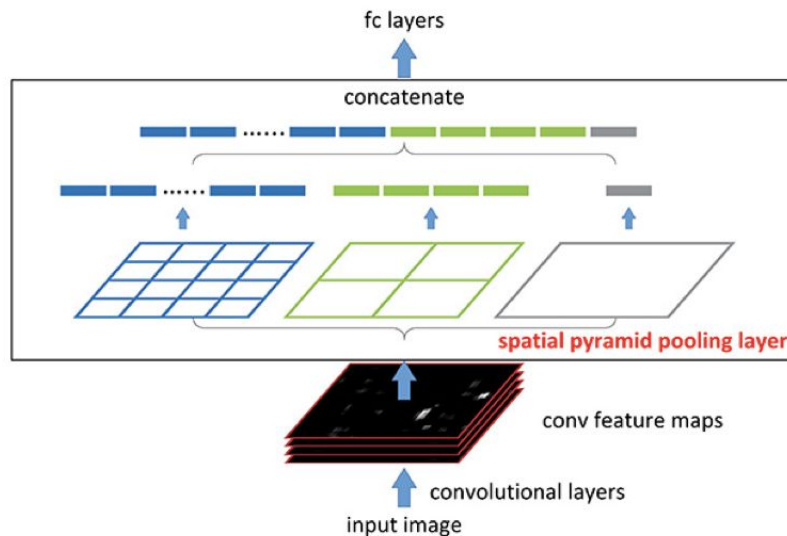 fc layers
concatenate
......
......
spatial pyramid pooling layer
conv feature maps
convolutional layers
input image